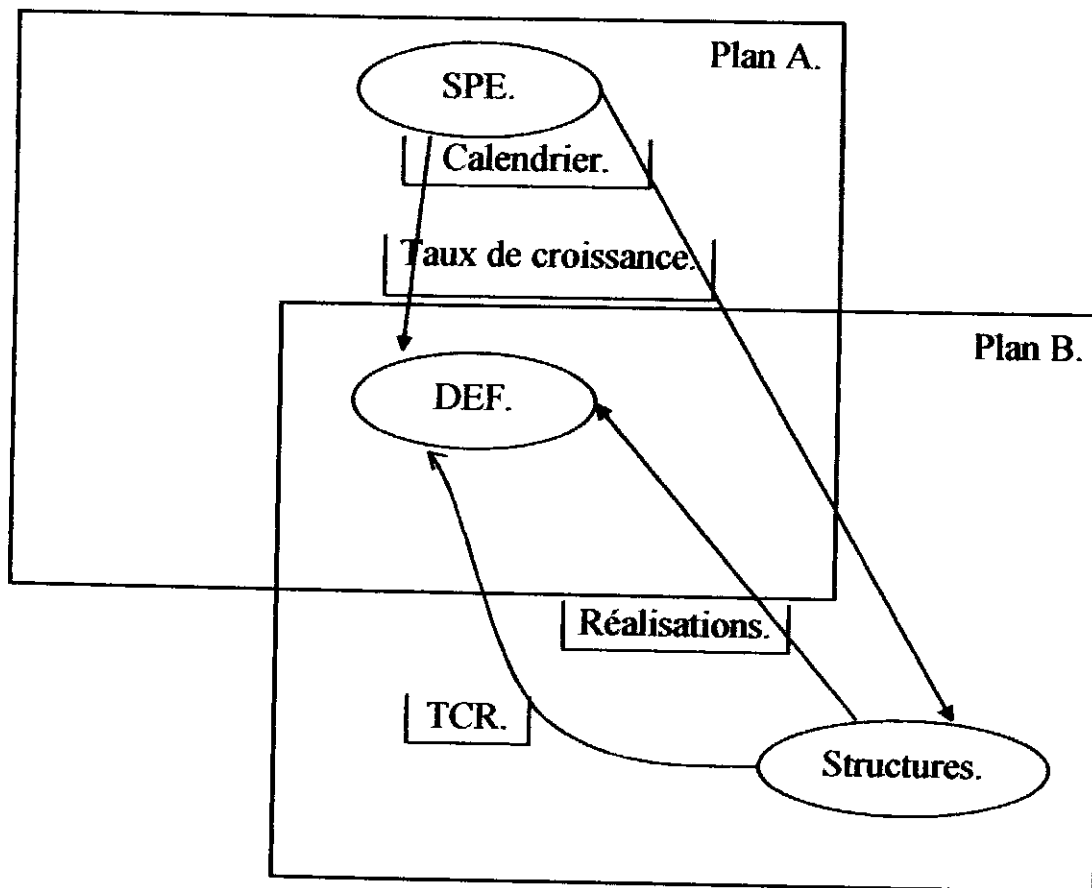 Plan A.
SPE.
Calendrier.
Taux de croissance.
Plan B.
DEF.
Réalisations.
TCR.
Structures.